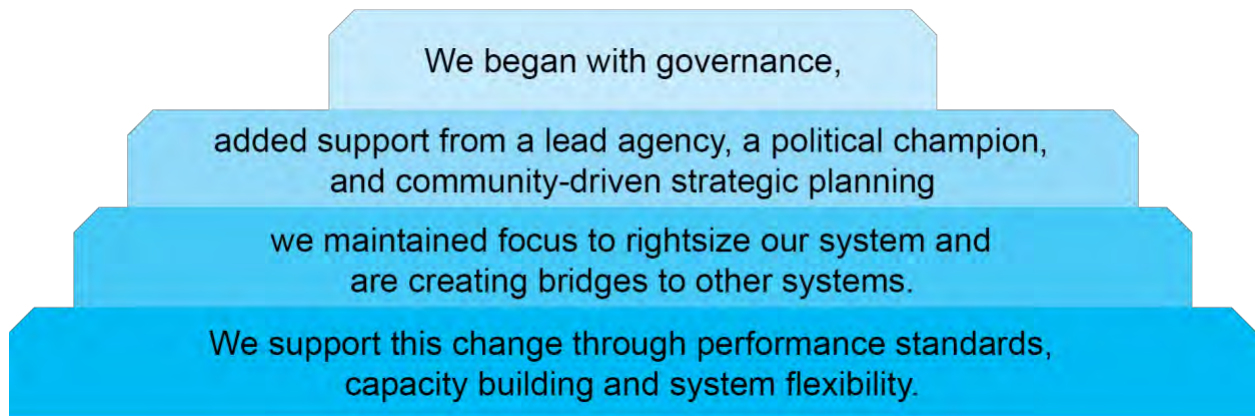 We began with governance,
added support from a lead agency, a political champion,
and community-driven strategic planning
we maintained focus to rightsize our system and
are creating bridges to other systems.
We support this change through performance standards,
capacity building and system flexibility.